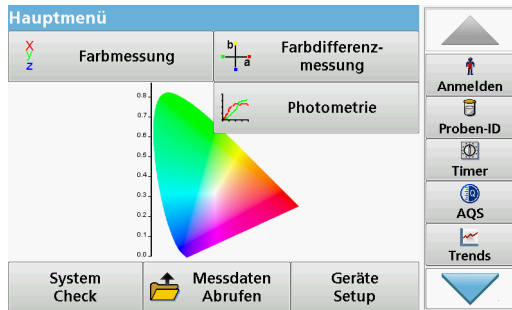 Hauptmenü
X
Y
Z
Farbmessung
b
a
Farbdifferenz-
messung
Photometrie
0.8
0.7
0.6
0.5
0.4
0.3
0.2
0.1
0.0
System
Check
Messdaten
Abrufen
Geräte
Setup
Anmelden
Proben-ID
Timer
AQS
Trends